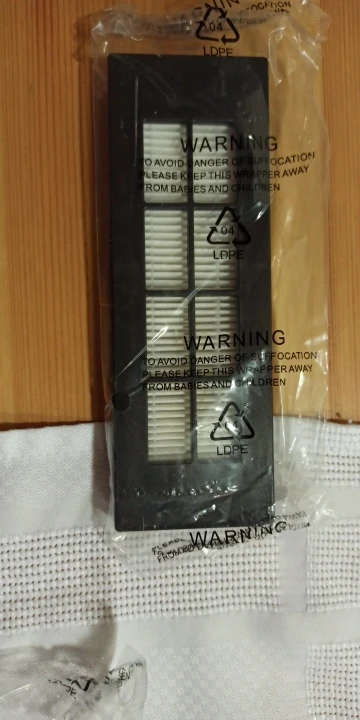 04
LDPE
WARNING
TO AVOID DANGER OF SUFFOCATION
PLEASE KEEP THIS WRAPPER AWAY
FROM BABIES AND CHILDREN
04
LDPE
WARNING
TO AVOID DANGER OF SUFFOCATION
PLEASE KEEP THIS WRAPPER AWAY
FROM BABIES AND CHILDREN
04
LDPE
WARNING